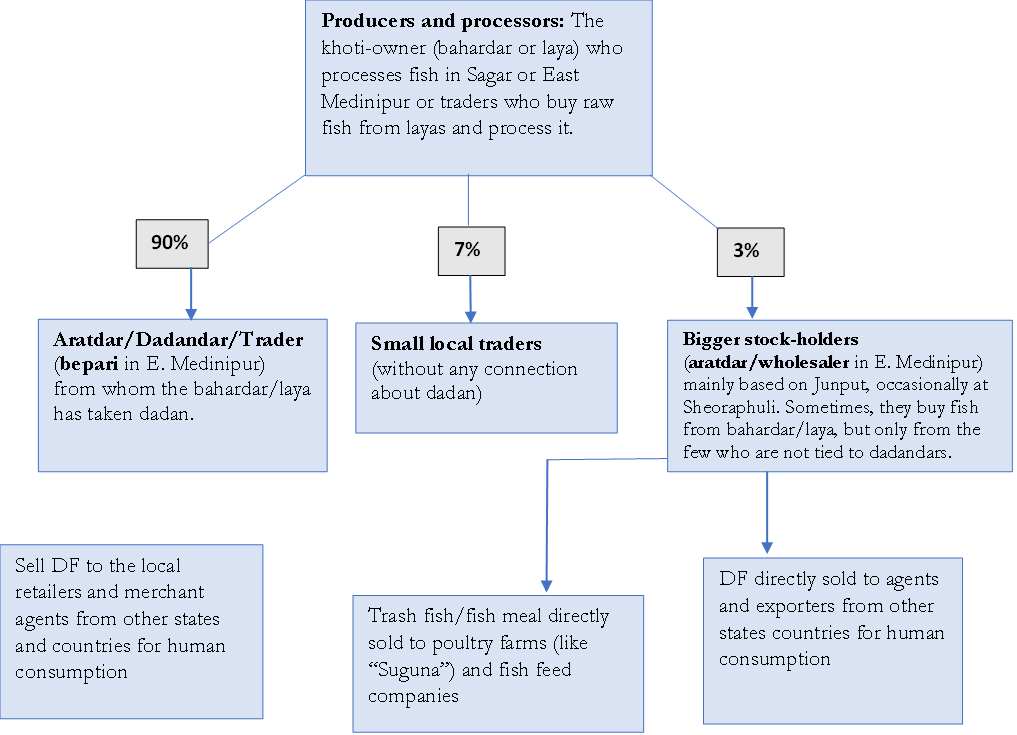 Producers and processors: The
khoti-owner (bahardar or laya) who
processes fish in Sagar or East
Medinipur or traders who buy raw
fish from layas and process it.
90%
7%
3%
Aratdar/Dadandar/Trader
(bepari in E. Medinipur)
from whom the bahardar/laya
has taken dadan.
Small local traders
(without any connection
about dadan)
Bigger stock-holders
(aratdar/wholesaler in E. Medinipur)
mainly based on Junput, occasionally at
Sheoraphuli. Sometimes, they buy fish
from bahardar/laya, but only from the
few who are not tied to dadandars.
Sell DF to the local
retailers and merchant
agents from other states
and countries for human
consumption
Trash fish/fish meal directly
sold to poultry farms (like
“Suguna”) and fish feed
companies
DF directly sold to agents
and exporters from other
states countries for human
consumption